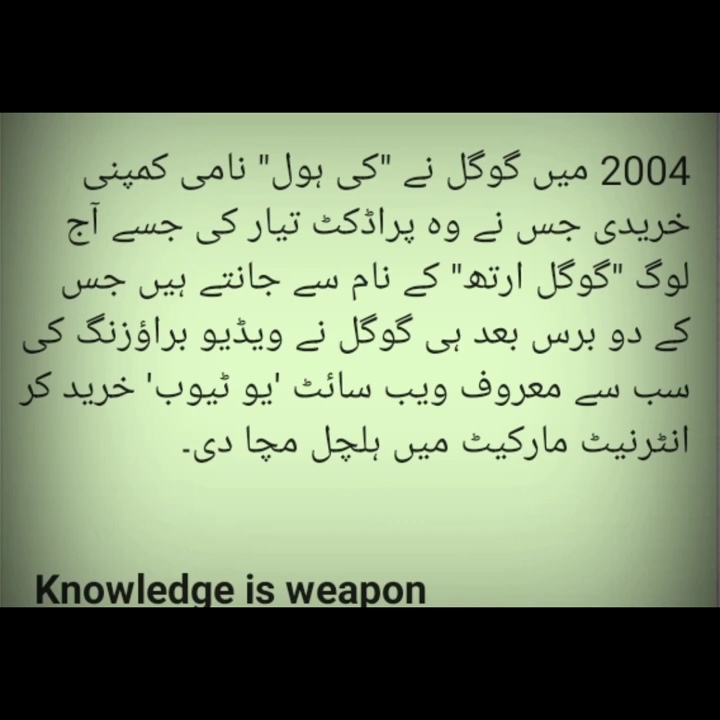 2004 میں گوگل نے "کی ہول" نامی کمپنی
خریدی جس نے وہ پراڈکٹ تیار کی جسے آج
لوگ "گوگل ارتھ" کے نام سے جانتے ہیں جس
کے دو برس بعد ہی گوگل نے ویڈیو براؤزنگ کی
سب سے معروف ویب سائٹ 'یو ٹیوب' خرید کر
انٹرنیٹ مارکیٹ میں ہلچل مچا دی۔
Knowledge is weapon